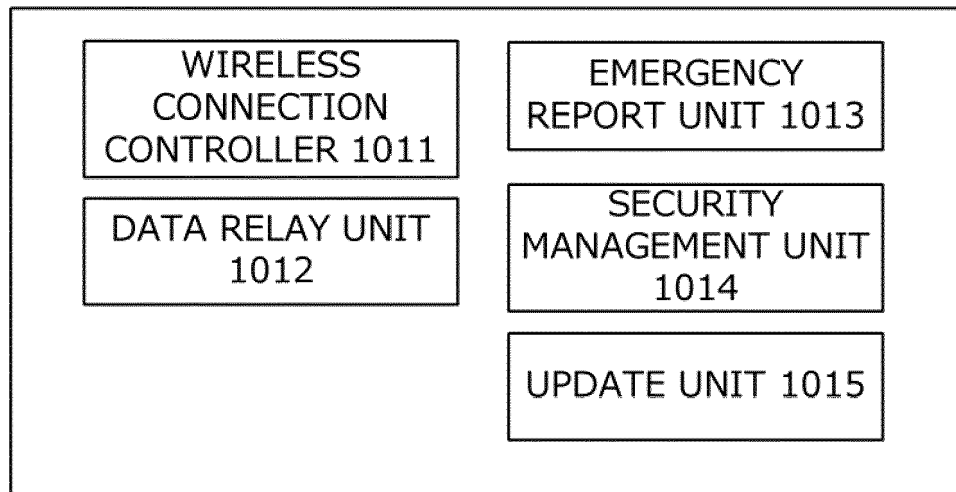 WIRELESS
CONNECTION
CONTROLLER 1011
DATA RELAY UNIT
1012
EMERGENCY
REPORT UNIT 1013
SECURITY
MANAGEMENT UNIT
1014
UPDATE UNIT 1015